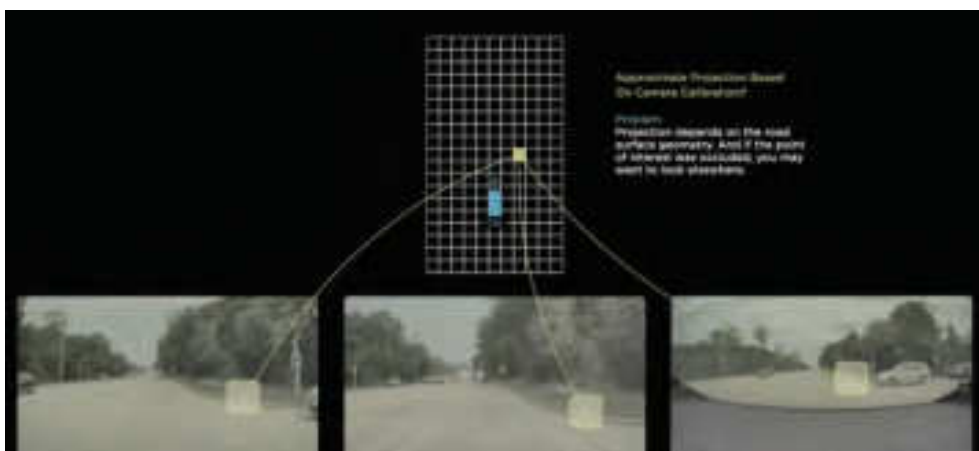 Approximate Projection Based
On Camera Calibration?
Problem:
Projection depends on the road
surface geometry. And if the point
of interest was occluded, you may
want to look elsewhere.